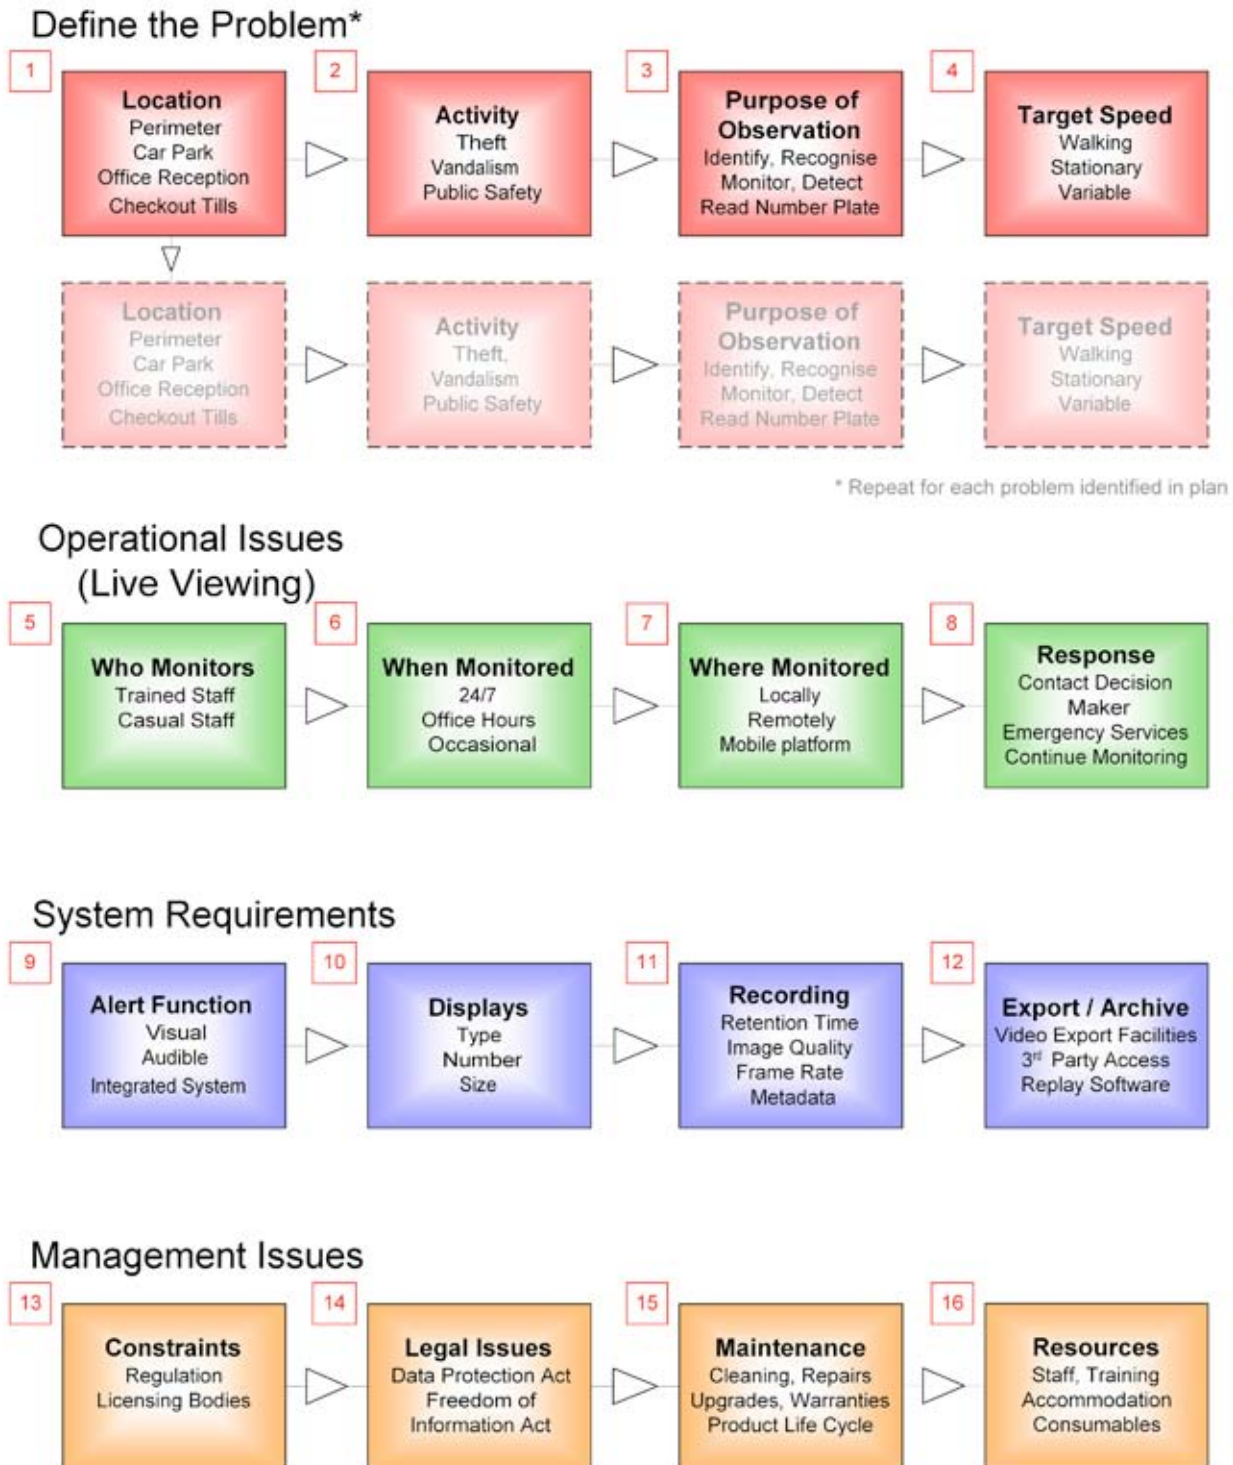 Define the Problem*
1
Location
Perimeter
Car Park
Office Reception
Checkout Tills
2
Activity
Theft
Vandalism
Public Safety
3
Purpose of
Observation
Identify, Recognise
Monitor, Detect
Read Number Plate
4
Target Speed
Walking
Stationary
Variable
Location
Perimeter
Car Park
Office Reception
Checkout Tills
Activity
Theft,
Vandalism
Public Safety
Purpose of
Observation
Identify, Recognise
Monitor, Detect
Read Number Plate
Target Speed
Walking
Stationary
Variable
* Repeat for each problem identified in plan
Operational Issues
(Live Viewing)
5
Who Monitors
Trained Staff
Casual Staff
6
When Monitored
24/7
Office Hours
Occasional
7
Where Monitored
Locally
Remotely
Mobile platform
8
Response
Contact Decision
Maker
Emergency Services
Continue Monitoring
System Requirements
9
Alert Function
Visual
Audible
Integrated System
10
Displays
Type
Number
Size
11
Recording
Retention Time
Image Quality
Frame Rate
Metadata
12
Export / Archive
Video Export Facilities
3rd Party Access
Replay Software
Management Issues
13
Constraints
Regulation
Licensing Bodies
14
Legal Issues
Data Protection Act
Freedom of
Information Act
15
Maintenance
Cleaning, Repairs
Upgrades, Warranties
Product Life Cycle
16
Resources
Staff, Training
Accommodation
Consumables